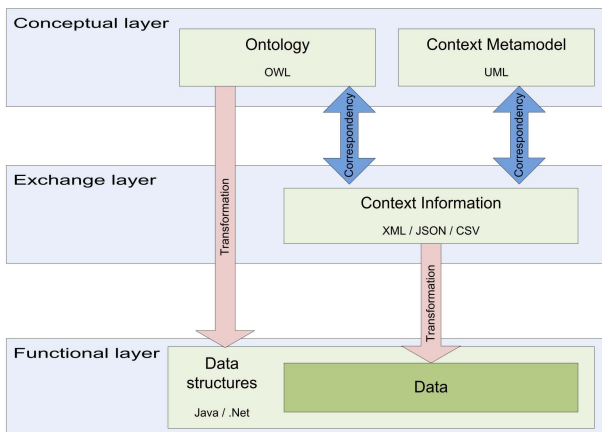 Conceptual layer
Ontology
OWL
Context Metamodel
UML
Correspondency
Correspondency
Exchange layer
Transformation
Context Information
XML / JSON / CSV
Transformation
Functional layer
Data
structures
Java / .Net
Data